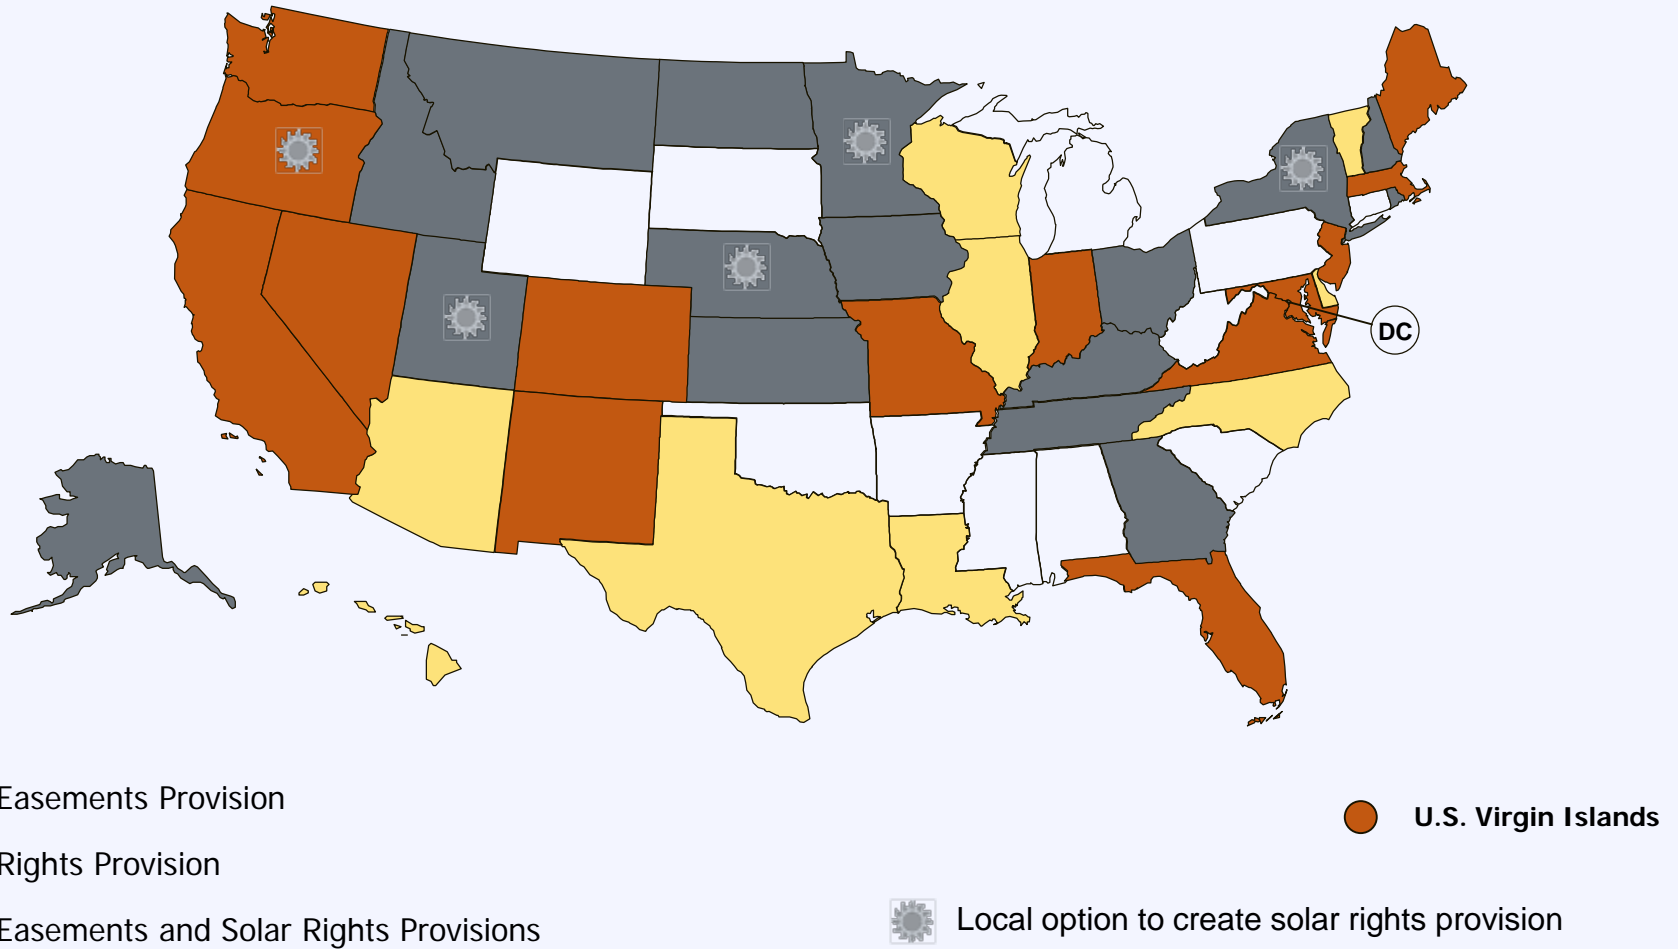 DC
Easements Provision
U.S. Virgin Islands
Rights Provision
Easements and Solar Rights Provisions
Local option to create solar rights provision